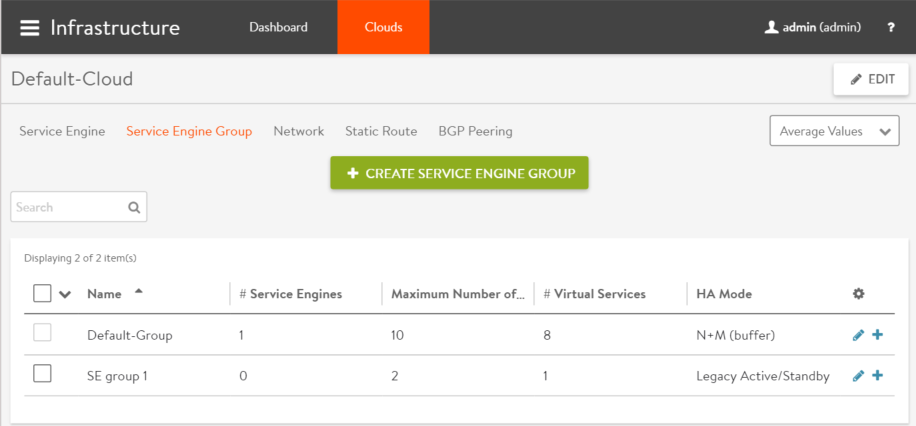 Infrastructure Dashboard Clouds admin (admin) ?
Default-Cloud EDIT
Service Engine Service Engine Group Network Static Route BGP Peering Average Values
+ CREATE SERVICE ENGINE GROUP
Search
Displaying 2 of 2 item(s)
Name # Service Engines Maximum Number of... # Virtual Services HA Mode
Default-Group 1 10 8 N+M (buffer)
SE group 1 0 2 1 Legacy Active/Standby